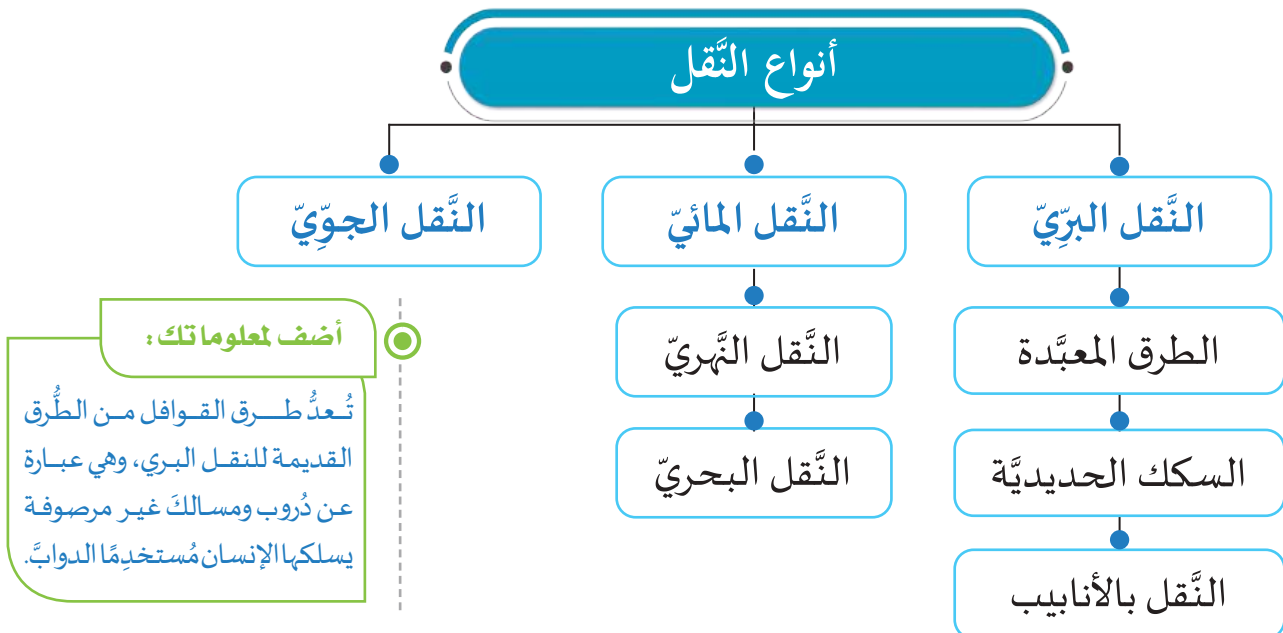 أنواع النَّقل
النَّقل البرِّيّ
النَّقل المائيّ
النَّقل الجوِّيّ
الطرق المعبَّدة
النَّقل النَّهريّ
السكك الحديديَّة
النَّقل البحريّ
النَّقل بالأنابيب
أضف لمعلوماتك :
تُعدُّ طرق القوافل من الطُّرق
القديمة للنقل البري، وهي عبارة
عن دُروب ومسالكَ غير مرصوفة
يسلكها الإنسان مُستخدِمًا الدوابَّ.